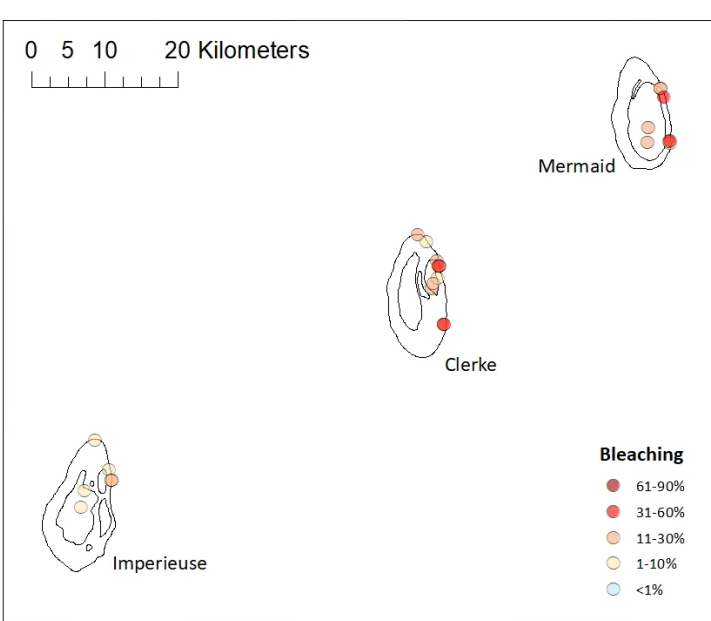 0 5 10 20 Kilometers
Mermaid
Clerke
Imperieuse
Bleaching
61-90%
31-60%
11-30%
1-10%
<1%